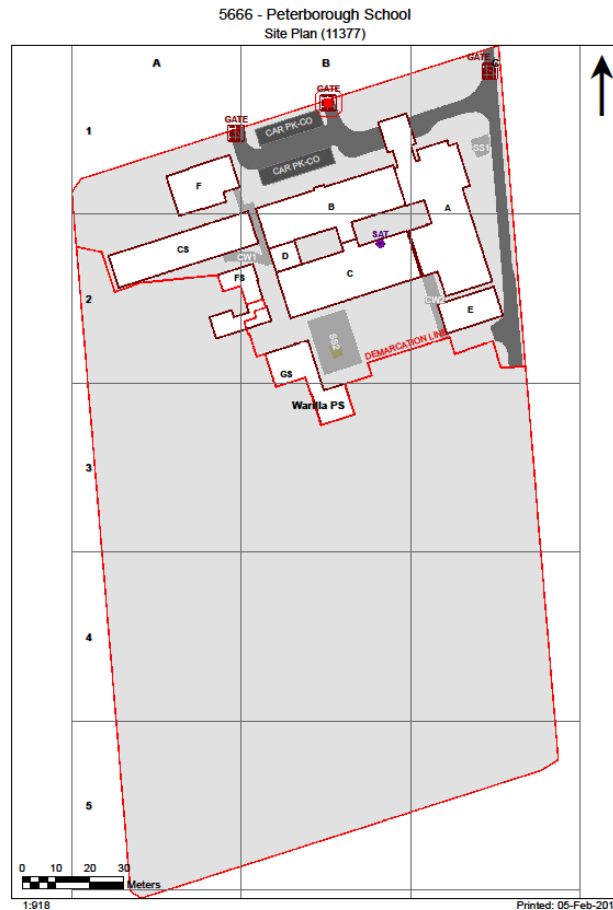 5666 - Peterborough School
Site Plan (11377)
A
B
GATE
C
GATE
GATE
1
CAR PK-CO
CAR PK-CO
SS1
F
B
A
SAT
CS
CW1
D
C
2
FS
CW2
E
SS2
DEMARCATION LINE
GS
Warilla PS
3
4
5
0 10 20 30
Meters
1:918
Printed: 05-Feb-201